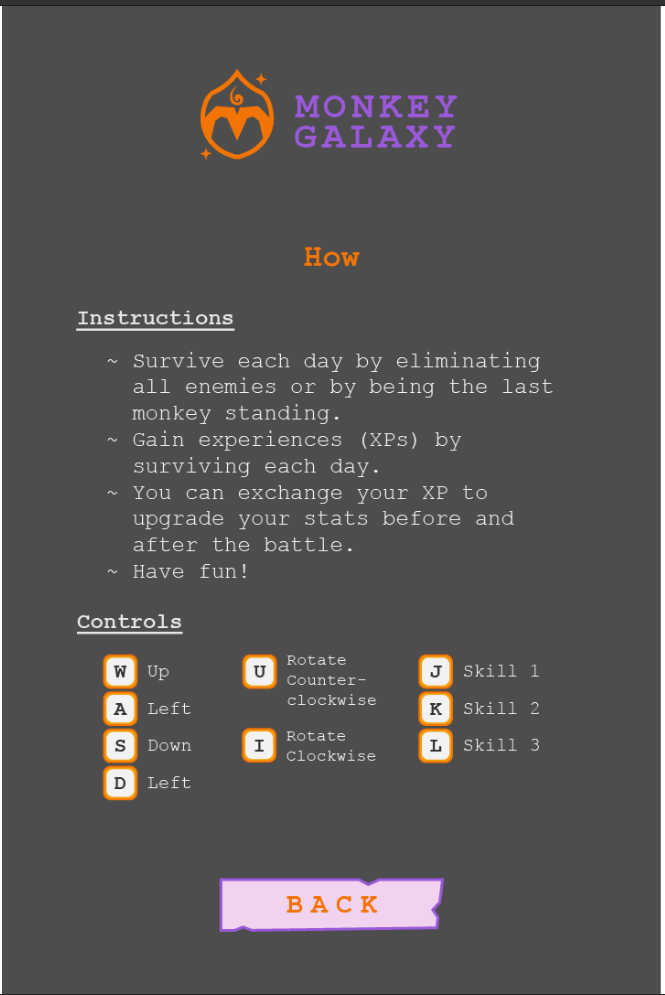 MONKEY
GALAXY
How
Instructions
~ Survive each day by eliminating
all enemies or by being the last
monkey standing.
~ Gain experiences (XPs) by
surviving each day.
~ You can exchange your XP to
upgrade your stats before and
after the battle.
~ Have fun!
Controls
W Up
A Left
S Down
D Left
U Rotate
Counter-
clockwise
I Rotate
Clockwise
J Skill 1
K Skill 2
L Skill 3
BACK